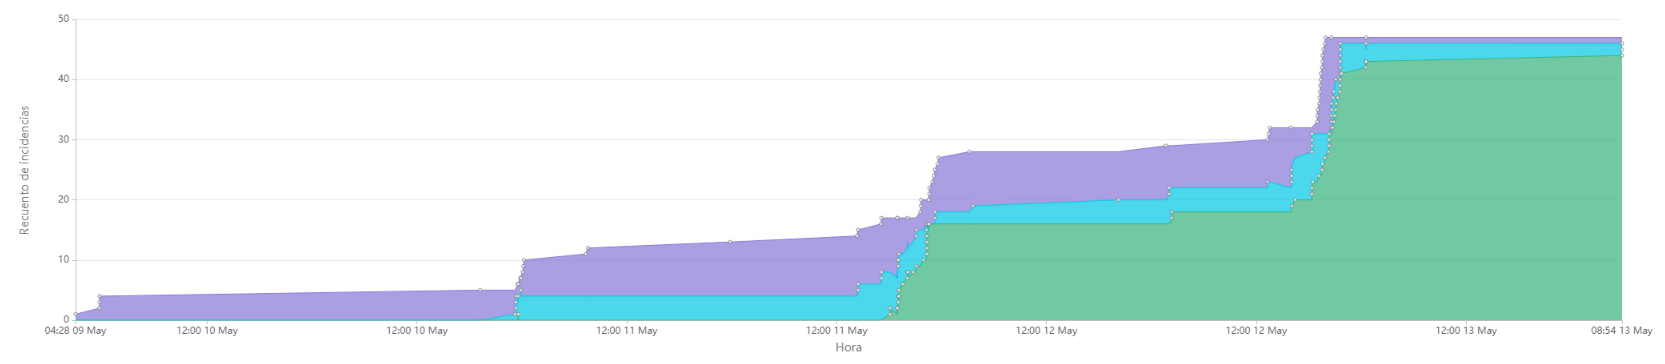 50
40
30
20
10
0
Recuento de incidencias
04:28 09 May
12:00 10 May
12:00 10 May
12:00 11 May
12:00 11 May
12:00 12 May
12:00 12 May
12:00 13 May
08:54 13 May
Hora